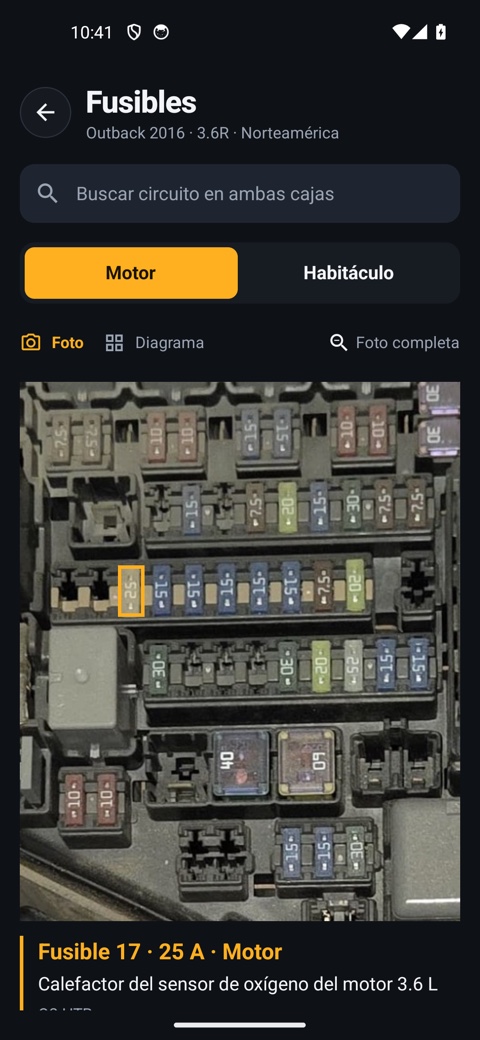 10:41
Fusibles
Outback 2016 · 3.6R · Norteamérica
Buscar circuito en ambas cajas
Motor
Habitáculo
Foto
Diagrama
Foto completa
30
7.5 15 10 10 15 15 10 10 30
15 7.5 20 15 30 7.5 7.5
25 15 15 15 15 15 7.5 20
30 30 20 25 15 15
40 60
10 10
15 15 30
Fusible 17 · 25 A · Motor
Calefactor del sensor de oxígeno del motor 3.6 L